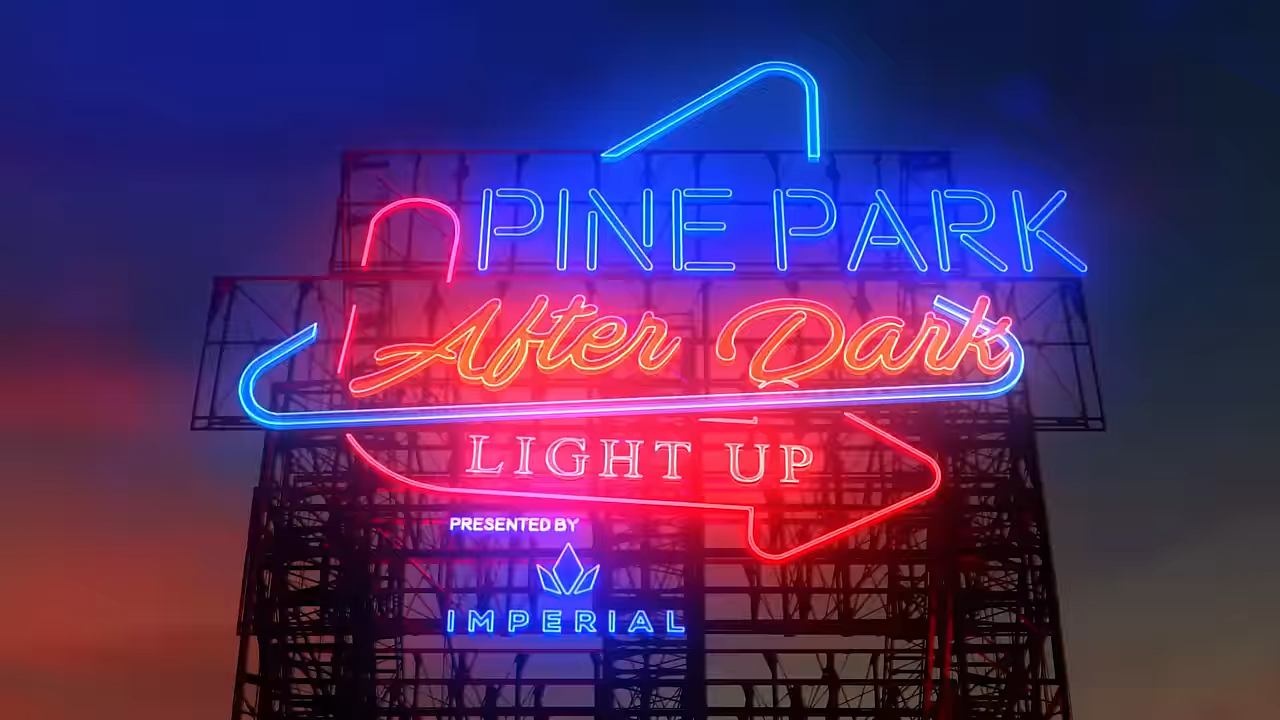 PINE PARK
After Dark
LIGHT UP
PRESENTED BY
IMPERIAL